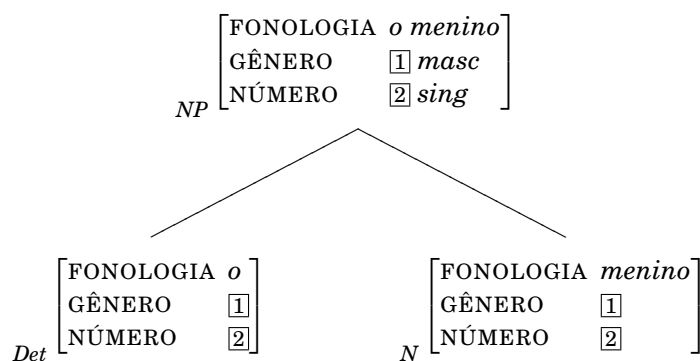 FONOLOGIA o menino
GÊNERO 1 masc
NÚMERO 2 sing
NP
FONOLOGIA o
GÊNERO 1
NÚMERO 2
Det
FONOLOGIA menino
GÊNERO 1
NÚMERO 2
N